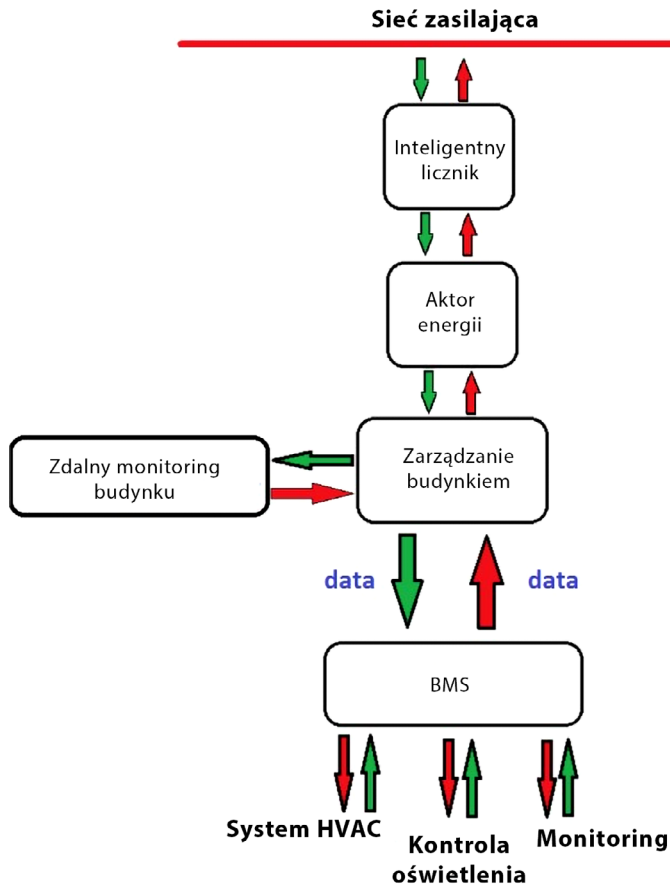 Sieć zasilająca
Inteligentny
licznik
Aktor
energii
Zdalny monitoring
budynku
Zarządzanie
budynkiem
data
data
BMS
System HVAC
Kontrola
oświetlenia
Monitoring